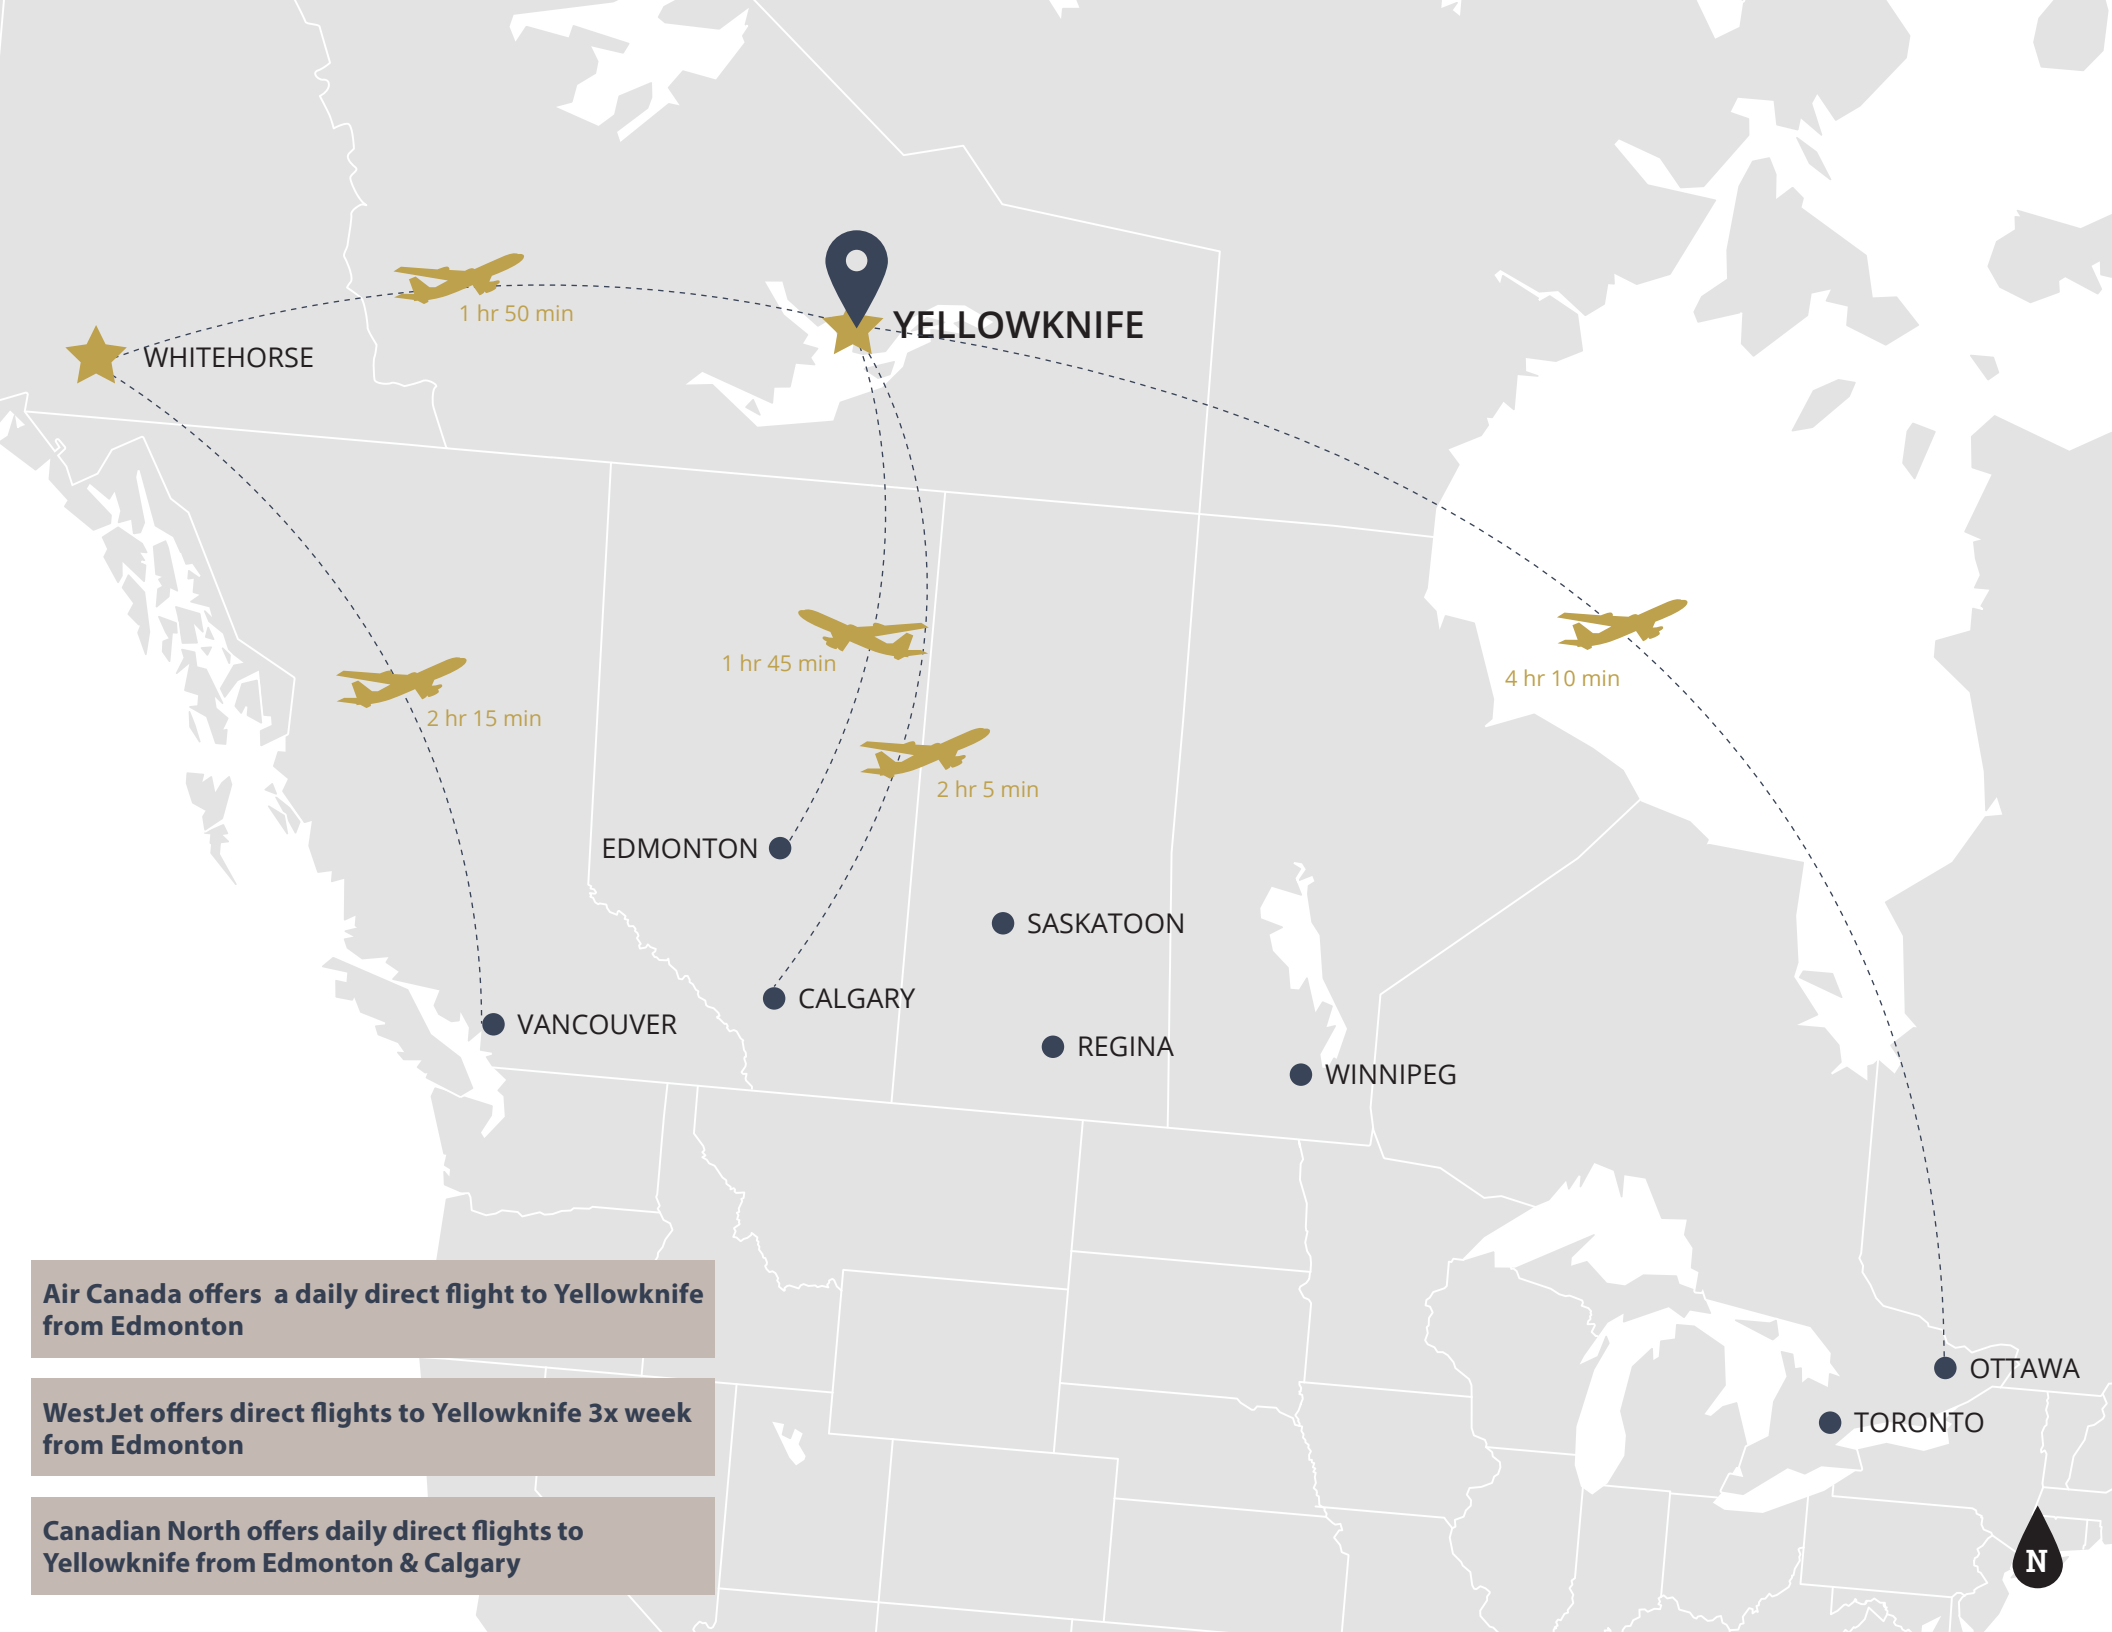 1 hr 50 min
YELLOWKNIFE
WHITEHORSE
1 hr 45 min
4 hr 10 min
2 hr 15 min
2 hr 5 min
EDMONTON
SASKATOON
CALGARY
VANCOUVER
REGINA
WINNIPEG
Air Canada offers  a daily direct flight to Yellowknife
from Edmonton
OTTAWA
WestJet offers direct flights to Yellowknife 3x week
from Edmonton
TORONTO
Canadian North offers daily direct flights to
Yellowknife from Edmonton & Calgary
N